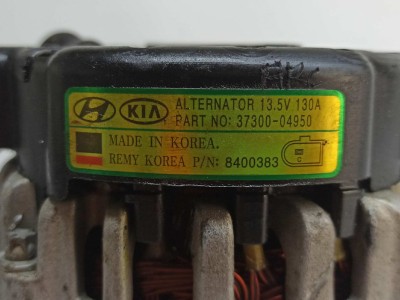 KIA ALTERNATOR 13.5V 130A
PART NO: 37300-04950
MADE IN KOREA.
REMY KOREA P/N: 8400383
C